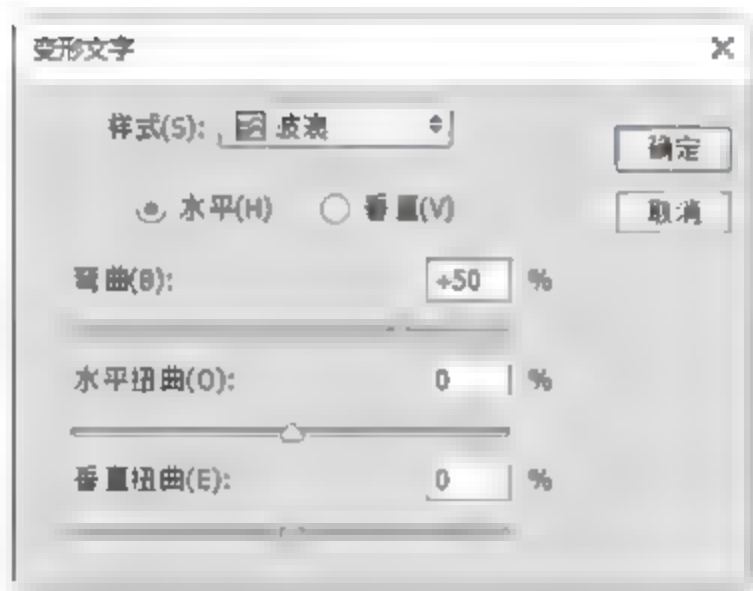 变形文字
样式(S): 波浪
确定
水平(H) 垂直(V)
取消
弯曲(B): +50 %
水平扭曲(O): 0 %
垂直扭曲(E): 0 %